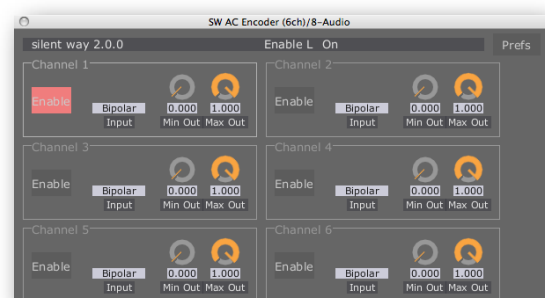 SW AC Encoder (6ch)/8-Audio
silent way 2.0.0 Enable L On Prefs
Channel 1 Channel 2
Enable Bipolar 0.000 1.000 Enable Bipolar 0.000 1.000
Input Min Out Max Out Input Min Out Max Out
Channel 3 Channel 4
Enable Bipolar 0.000 1.000 Enable Bipolar 0.000 1.000
Input Min Out Max Out Input Min Out Max Out
Channel 5 Channel 6
Enable Bipolar 0.000 1.000 Enable Bipolar 0.000 1.000
Input Min Out Max Out Input Min Out Max Out